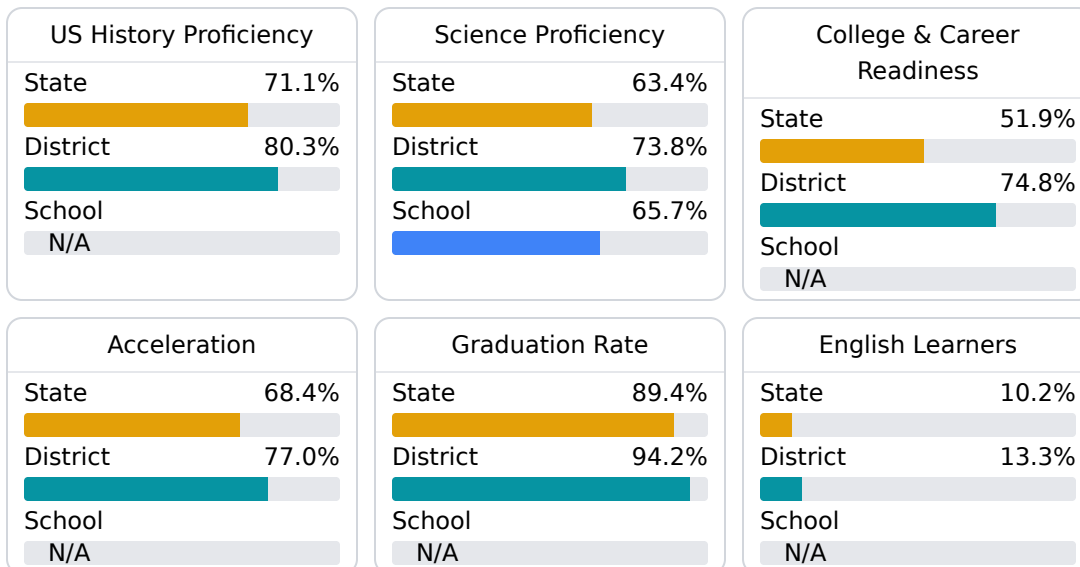 US History Proficiency
State 71.1%
District 80.3%
School
N/A
Science Proficiency
State 63.4%
District 73.8%
School 65.7%
College & Career
Readiness
State 51.9%
District 74.8%
School
N/A
Acceleration
State 68.4%
District 77.0%
School
N/A
Graduation Rate
State 89.4%
District 94.2%
School
N/A
English Learners
State 10.2%
District 13.3%
School
N/A